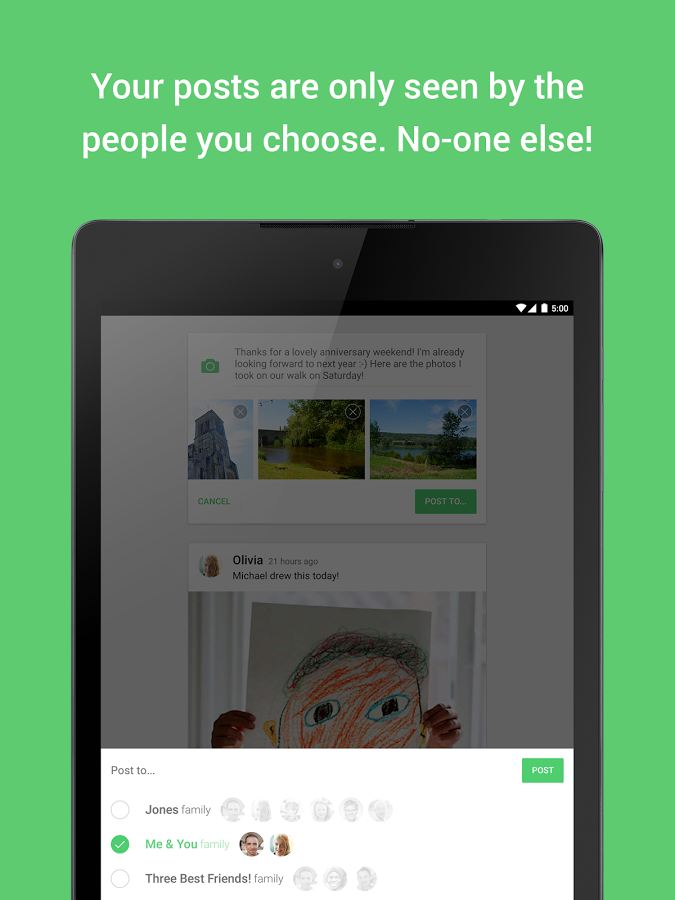 Your posts are only seen by the
people you choose. No-one else!
5:00
Thanks for a lovely anniversary weekend! I'm already
looking forward to next year :-) Here are the photos I
took on our walk on Saturday!
CANCEL
POST TO...
Olivia 21 hours ago
Michael drew this today!
Post to...
POST
Jones family
Me & You family
Three Best Friends! family